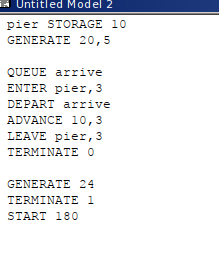 Untitled Model 2
pier STORAGE 10
GENERATE 20,5
QUEUE arrive
ENTER pier,3
DEPART arrive
ADVANCE 10,3
LEAVE pier,3
TERMINATE 0
GENERATE 24
TERMINATE 1
START 180